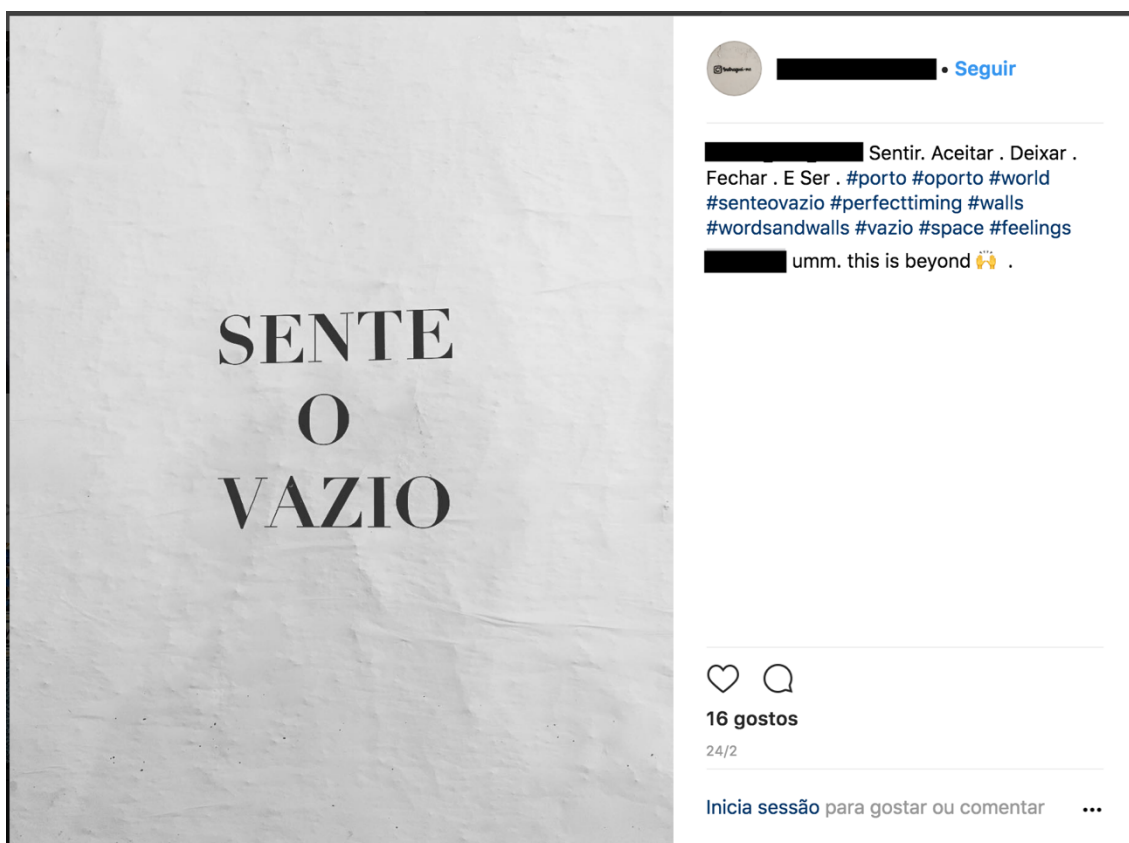 SENTE
O
VAZIO
• Seguir
Sentir. Aceitar . Deixar .
Fechar . E Ser . #porto #oporto #world
#senteovazio #perfecttiming #walls
#wordsandwalls #vazio #space #feelings
umm. this is beyond 🙌 .
16 gostos
24/2
Inicia sessão para gostar ou comentar